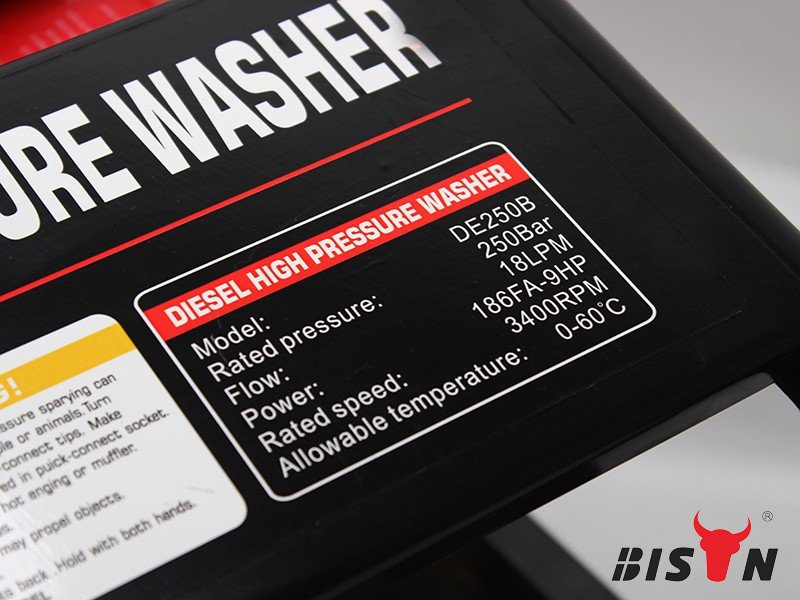 URE WASHER
DIESEL HIGH PRESSURE WASHER
Model: DE250B
Rated pressure: 250Bar
Flow: 18LPM
Power: 186FA-9HP
Rated speed: 3400RPM
Allowable temperature: 0-60°C
G!
ssure sparying can
ple or animals.Turn
connect tips. Make
ed in puick-connect socket.
hot enging or muffler.
s.
may propel objects.
s back. Hold with both hands.
BISON®